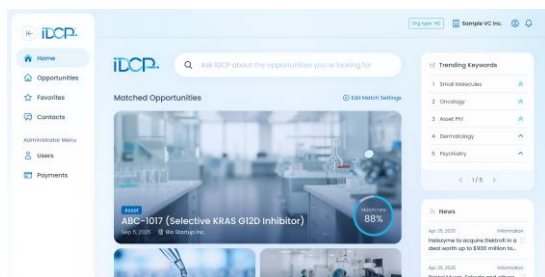 iDCP.
Org type: VC
Sample VC Inc.
Home
Opportunities
Favorites
Contacts
Administrator Menu
Users
Payments
iDCP.
Ask iDCP about the opportunities you're looking for
Matched Opportunities
Edit Match Settings
Asset
ABC-1017 (Selective KRAS G12D Inhibitor)
Sep 5, 2025
Bio Startup Inc.
Match rate
88%
Trending Keywords
1 Small Molecules
2 Oncology
3 Asset PH1
4 Dermatology
5 Psychiatry
1/5
News
Apr 25, 2025 Information
Halozyme to acquire Elektrofi in a
deal worth up to $900 million to...
Apr 25, 2025 Information